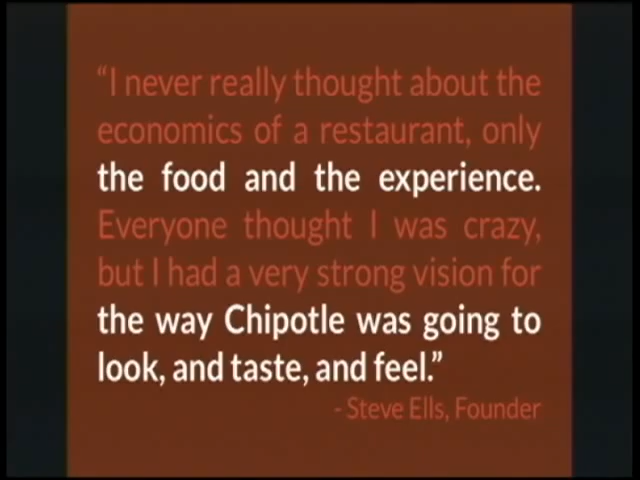 “I never really thought about the
economics of a restaurant, only
the food and the experience.
Everyone thought I was crazy,
but I had a very strong vision for
the way Chipotle was going to
look, and taste, and feel.”
- Steve Ells, Founder